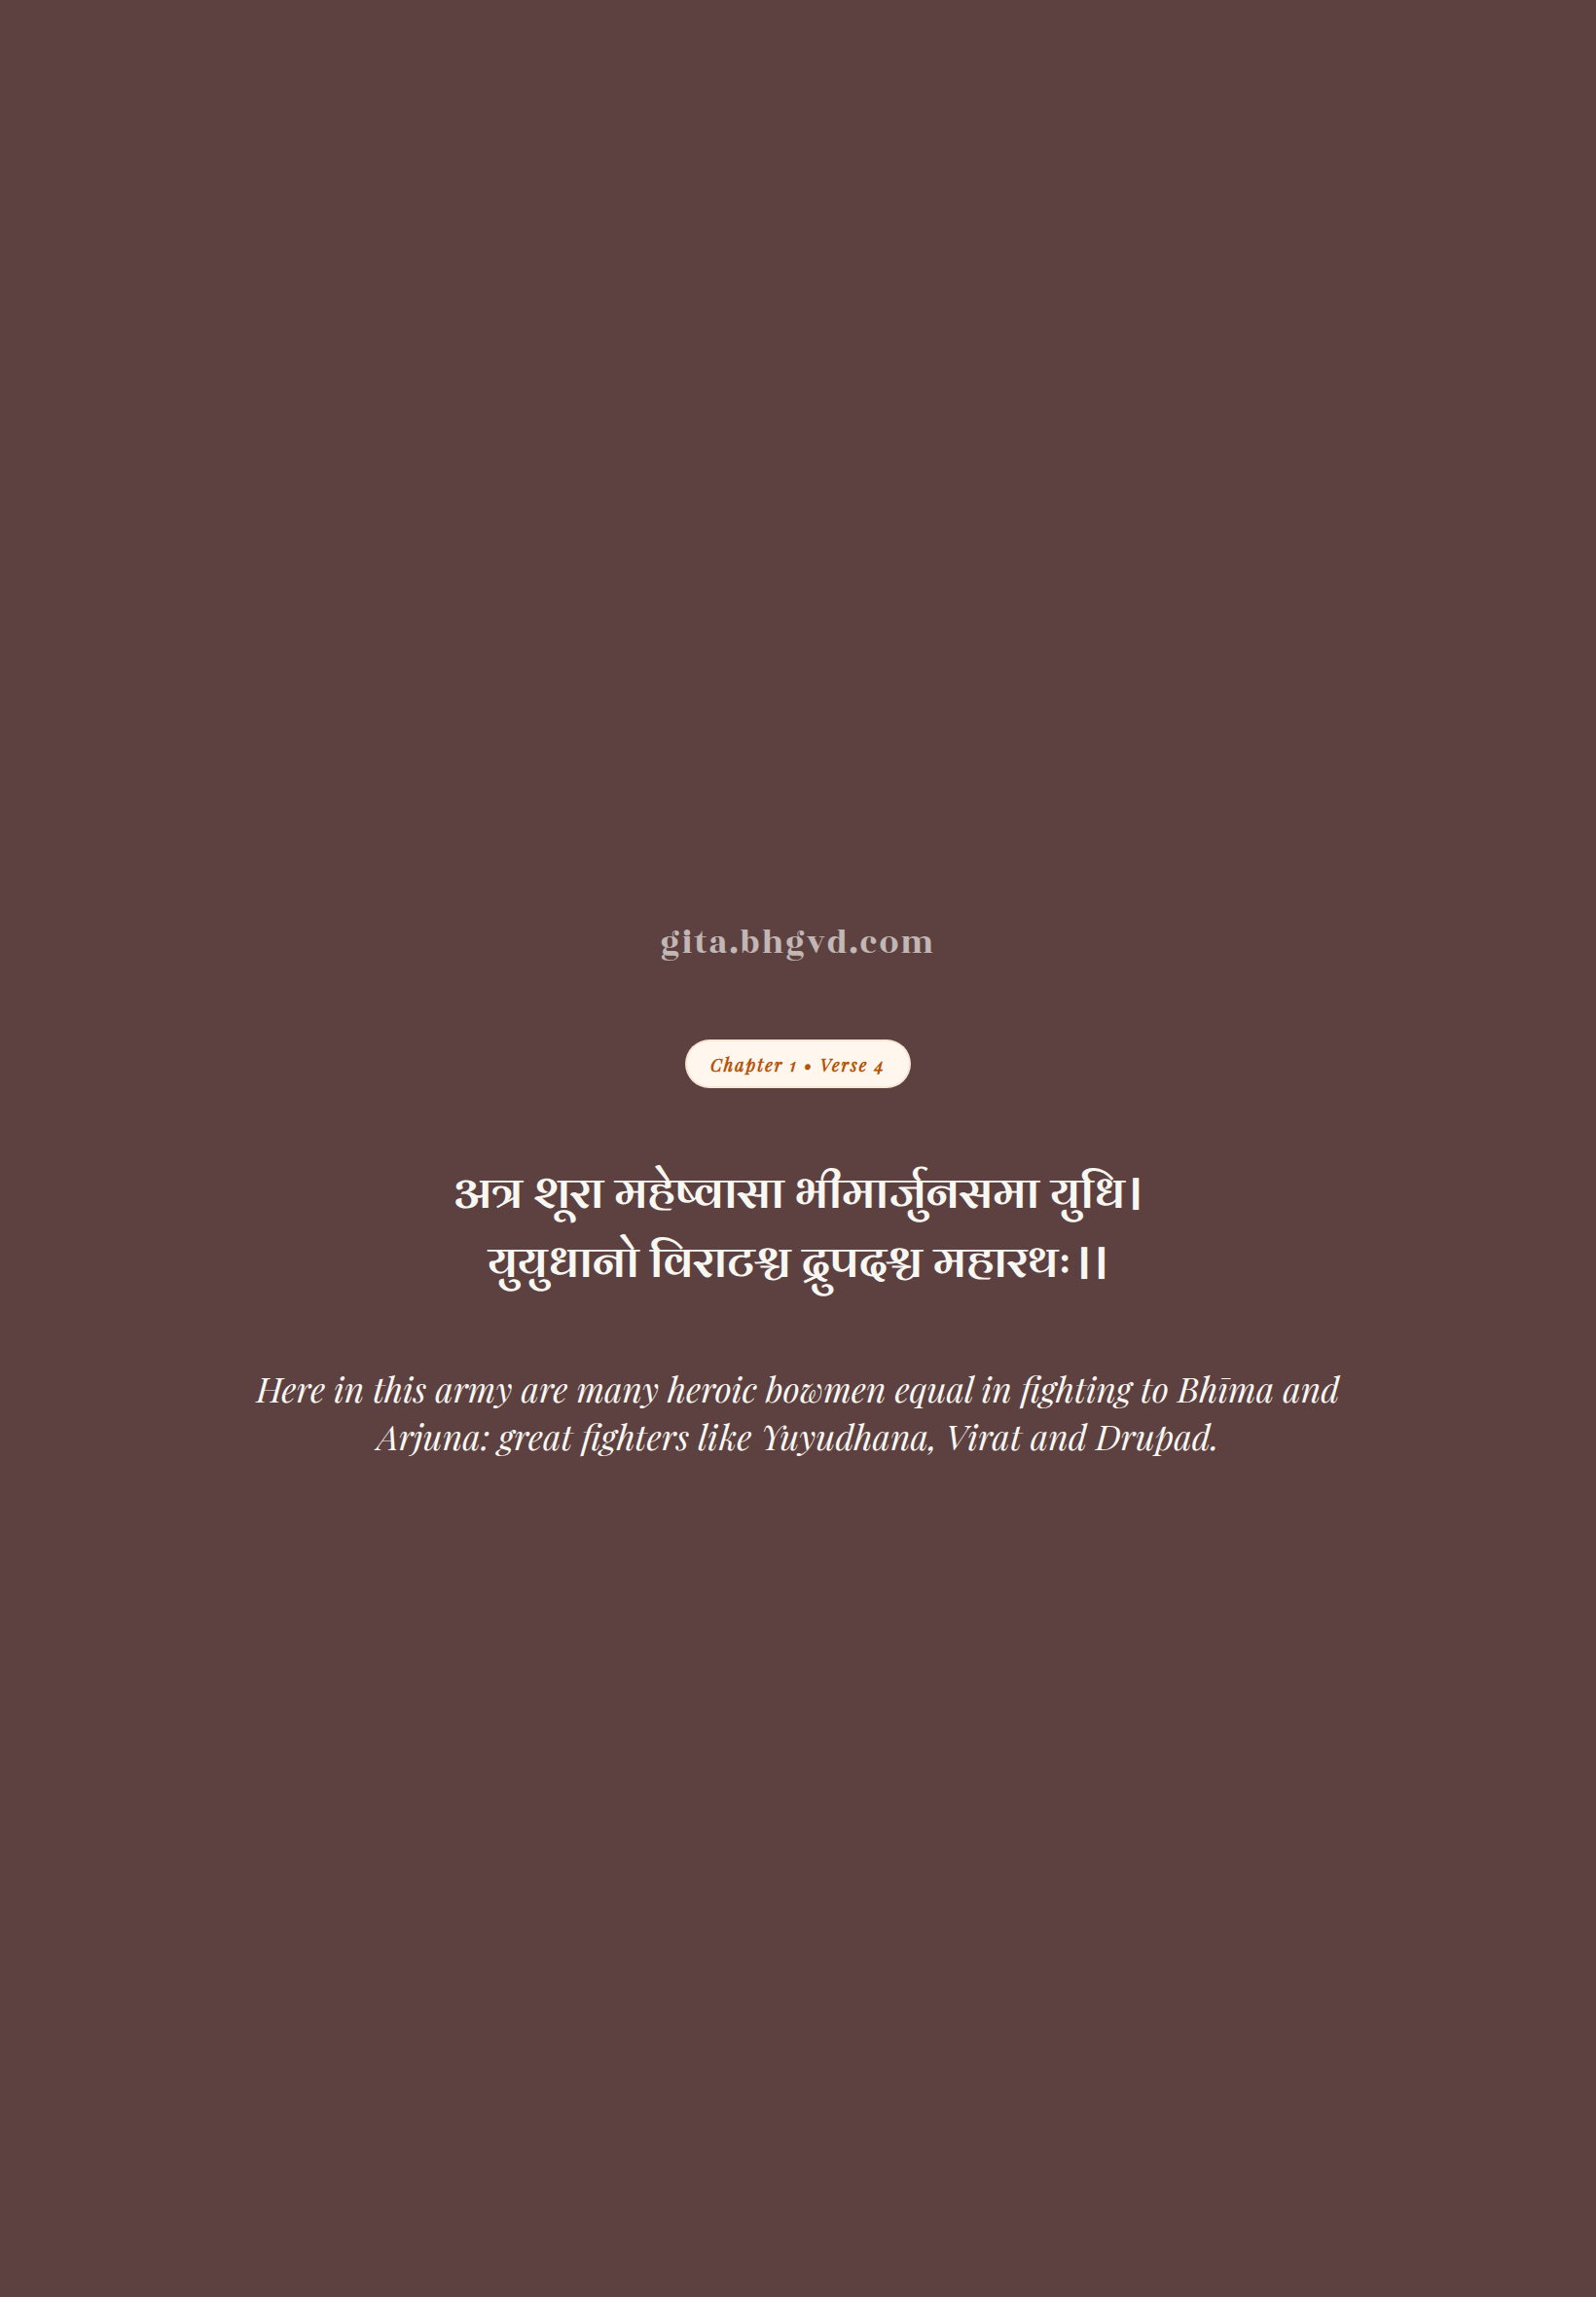 gita.bhgvd.com
Chapter 1 • Verse 4
अत्र शूरा महेष्वासा भीमार्जुनसमा युधि।
युयुधानो विराटश्च द्रुपदश्च महारथः।।
Here in this army are many heroic bowmen equal in fighting to Bhīma and
Arjuna: great fighters like Yuyudhana, Virat and Drupad.